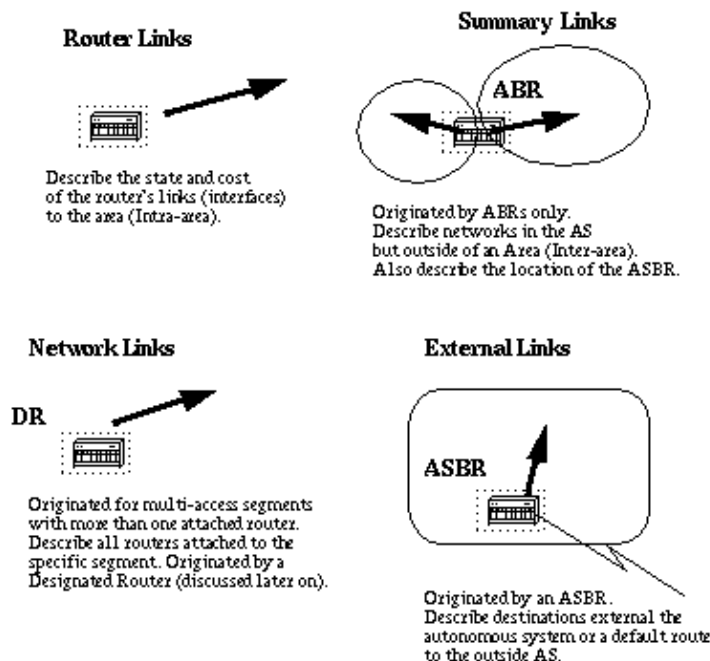 Router Links
Describe the state and cost
of the router's links (interfaces)
to the area (Intra-area).
Summary Links
ABR
Originated by ABRs only.
Describe networks in the AS
but outside of an Area (Inter-area).
Also describe the location of the ASBR.
Network Links
DR
Originated for multi-access segments
with more than one attached router.
Describe all routers attached to the
specific segment. Originated by a
Designated Router (discussed later on).
External Links
ASBR
Originated by an ASBR.
Describe destinations external the
autonomous system or a default route
to the outside AS.